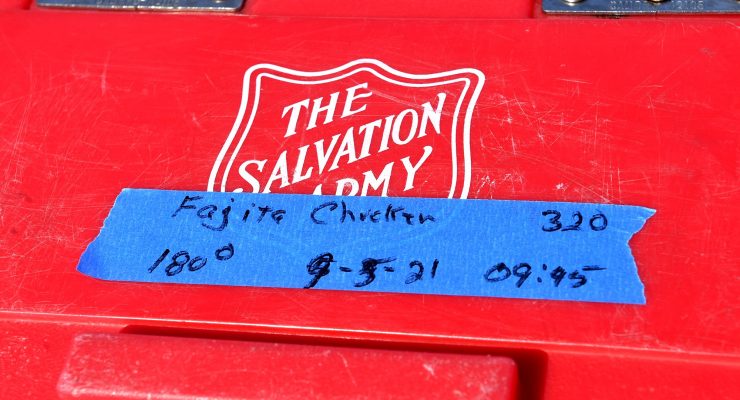 THE
SALVATION
ARMY
Fajita Chicken 320
180° 9-5-21 09:45